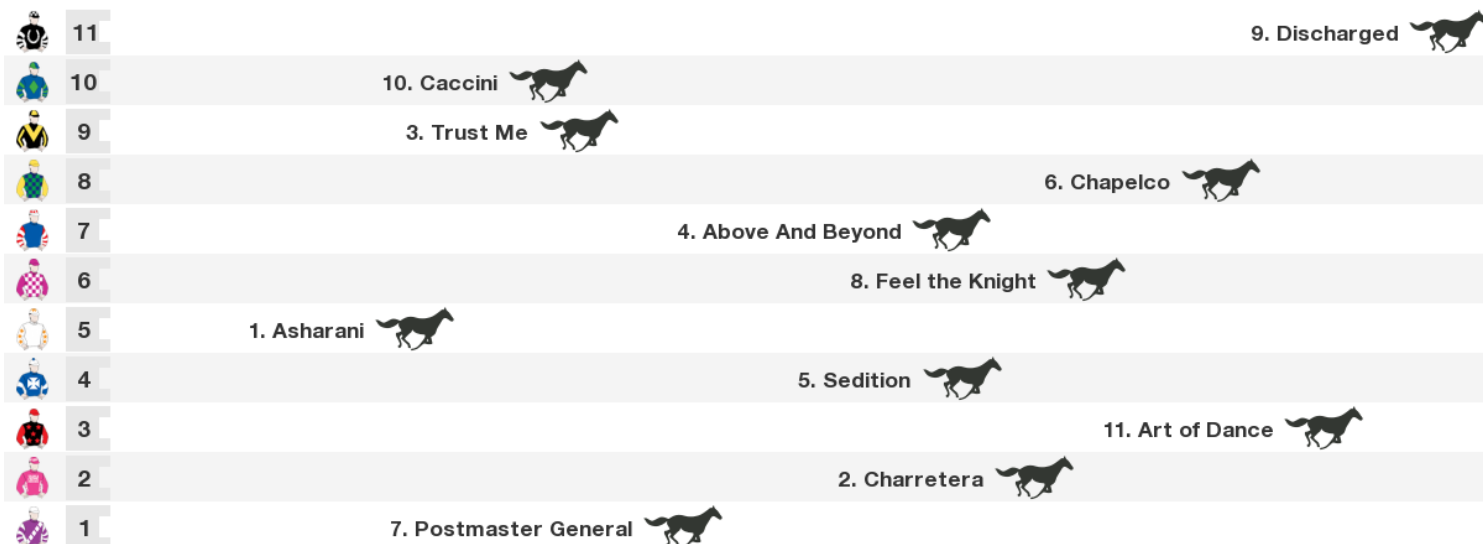 11 9. Discharged
10 10. Caccini
9 3. Trust Me
8 6. Chapelco
7 4. Above And Beyond
6 8. Feel the Knight
5 1. Asharani
4 5. Sedition
3 11. Art of Dance
2 2. Charretera
1 7. Postmaster General